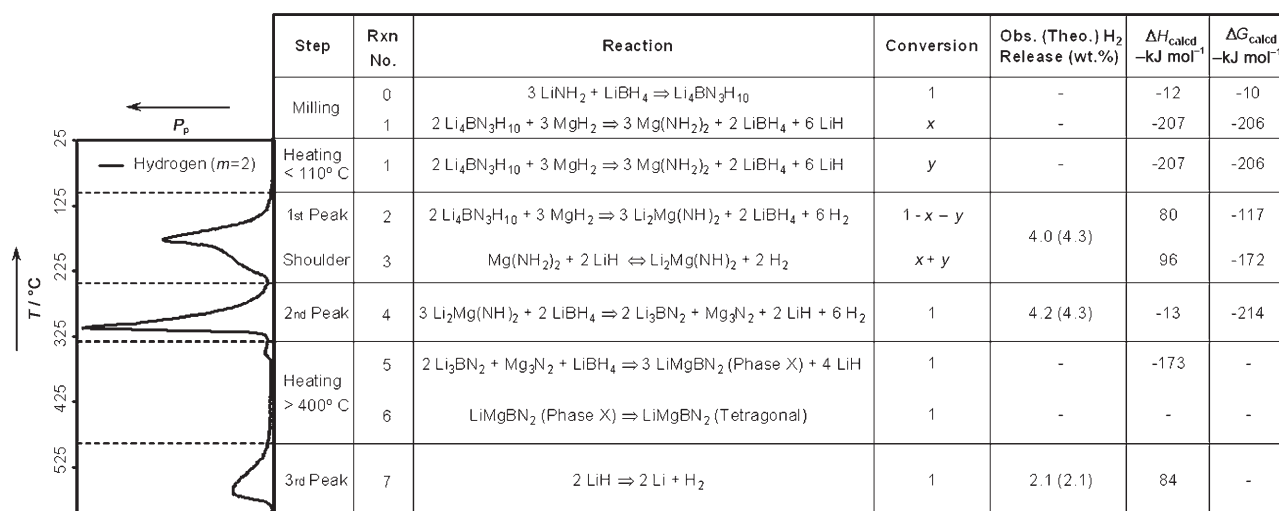 Step Rxn No. Reaction Conversion Obs. (Theo.) H₂ Release (wt.%) ΔH_calcd –kJ mol⁻¹ ΔG_calcd –kJ mol⁻¹
Milling
0 3 LiNH₂ + LiBH₄ ⇒ Li₄BN₃H₁₀ 1 - -12 -10
1 2 Li₄BN₃H₁₀ + 3 MgH₂ ⇒ 3 Mg(NH₂)₂ + 2 LiBH₄ + 6 LiH x - -207 -206
Heating < 110° C 1 2 Li₄BN₃H₁₀ + 3 MgH₂ ⇒ 3 Mg(NH₂)₂ + 2 LiBH₄ + 6 LiH y - -207 -206
1st Peak 2 2 Li₄BN₃H₁₀ + 3 MgH₂ ⇒ 3 Li₂Mg(NH)₂ + 2 LiBH₄ + 6 H₂ 1 - x – y 80 -117
4.0 (4.3)
Shoulder 3 Mg(NH₂)₂ + 2 LiH ⇔ Li₂Mg(NH)₂ + 2 H₂ x + y 96 -172
2nd Peak 4 3 Li₂Mg(NH)₂ + 2 LiBH₄ ⇒ 2 Li₃BN₂ + Mg₃N₂ + 2 LiH + 6 H₂ 1 4.2 (4.3) -13 -214
Heating > 400° C
5 2 Li₃BN₂ + Mg₃N₂ + LiBH₄ ⇒ 3 LiMgBN₂ (Phase X) + 4 LiH 1 - -173 -
6 LiMgBN₂ (Phase X) ⇒ LiMgBN₂ (Tetragonal) 1 - - -
3rd Peak 7 2 LiH ⇒ 2 Li + H₂ 1 2.1 (2.1) 84 -
Pₚ
Hydrogen (m=2)
25
125
225
325
425
525
T / °C